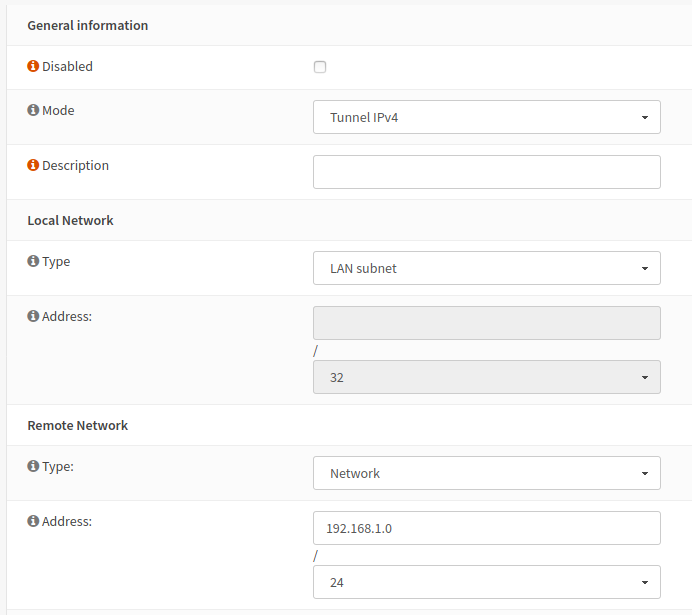 General information
Disabled
Mode
Tunnel IPv4
Description
Local Network
Type
LAN subnet
Address:
/
32
Remote Network
Type:
Network
Address:
192.168.1.0
/
24